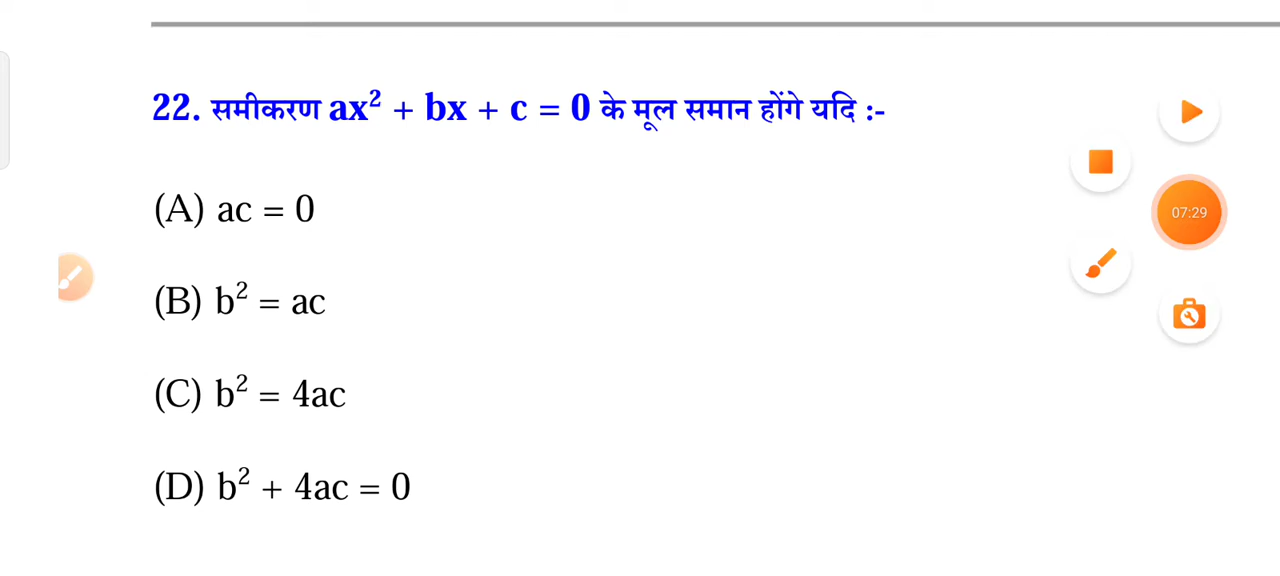 22. समीकरण ax² + bx + c = 0 के मूल समान होंगे यदि :-
07:29
(A) ac = 0
(B) b² = ac
(C) b² = 4ac
(D) b² + 4ac = 0